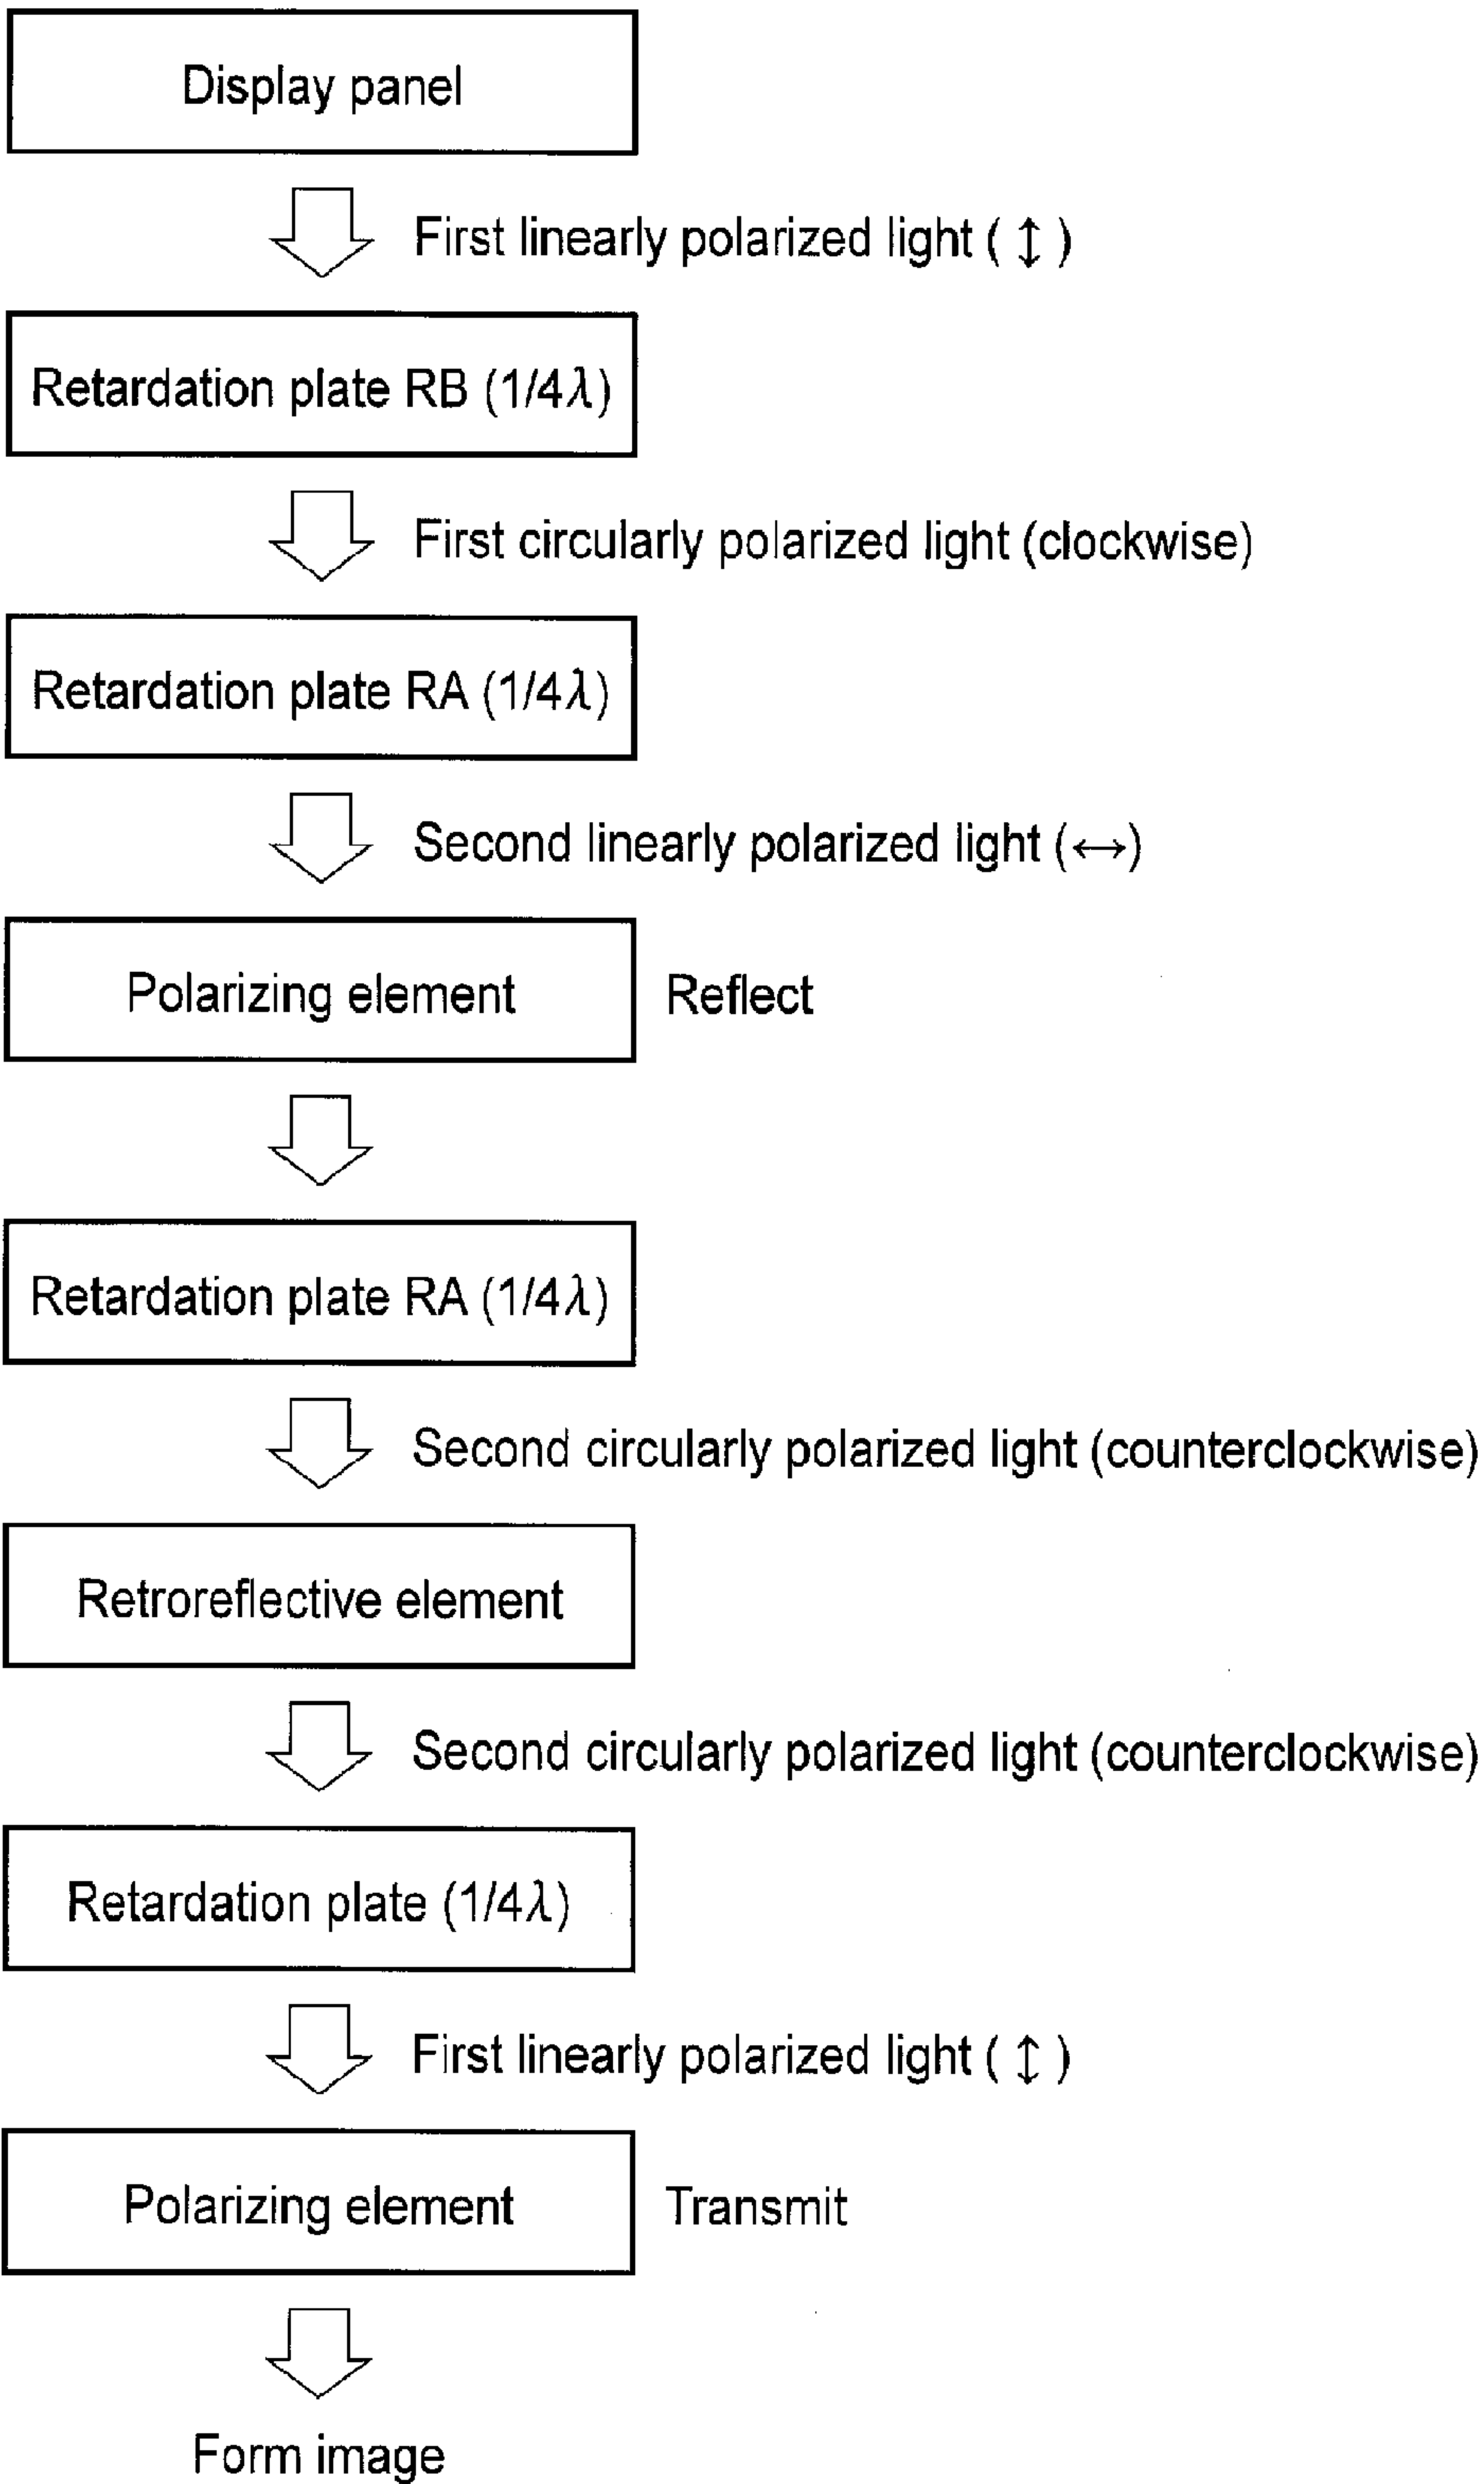 Display panel
First linearly polarized light (↕)
Retardation plate RB (1/4λ)
First circularly polarized light (clockwise)
Retardation plate RA (1/4λ)
Second linearly polarized light (↔)
Polarizing element Reflect
Retardation plate RA (1/4λ)
Second circularly polarized light (counterclockwise)
Retroreflective element
Second circularly polarized light (counterclockwise)
Retardation plate (1/4λ)
First linearly polarized light (↕)
Polarizing element Transmit
Form image